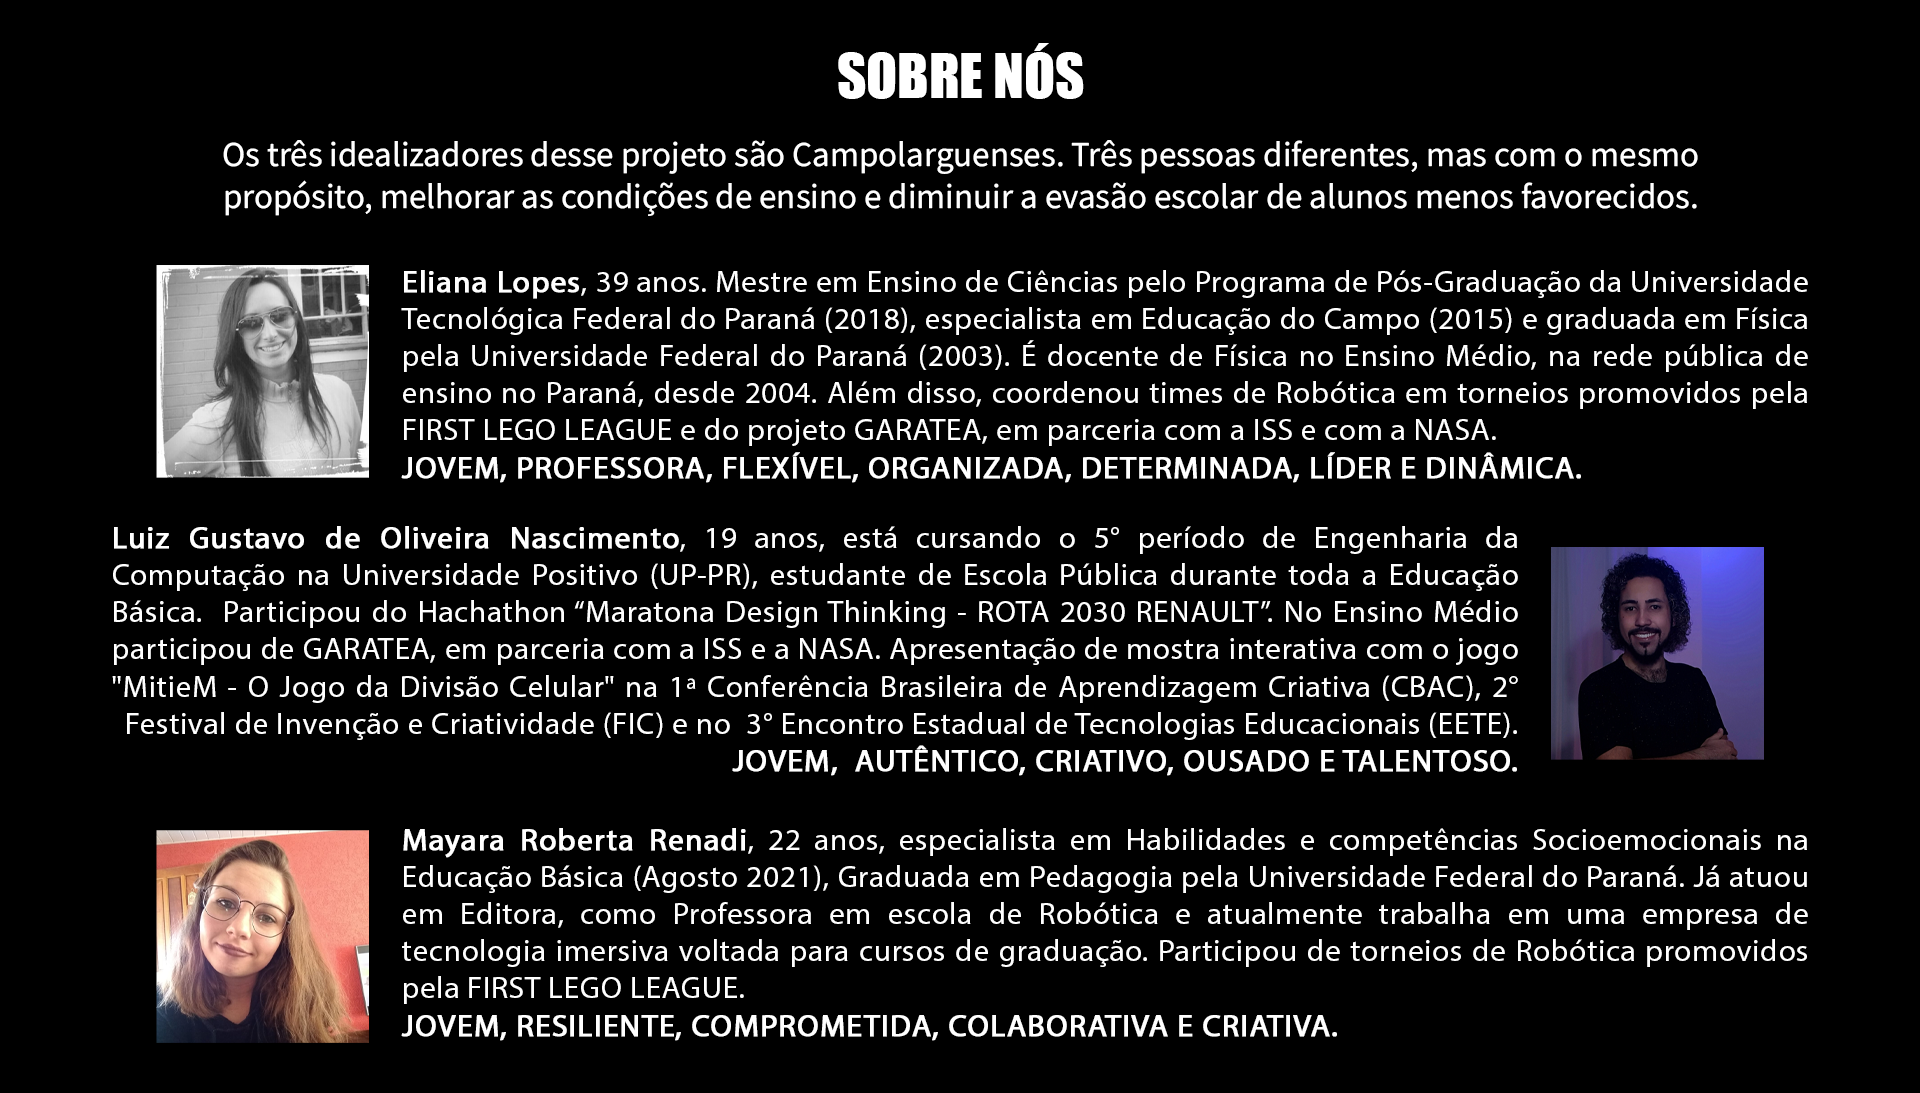 SOBRE NÓS
Os três idealizadores desse projeto são Campolarguenses. Três pessoas diferentes, mas com o mesmo
propósito, melhorar as condições de ensino e diminuir a evasão escolar de alunos menos favorecidos.
Eliana Lopes, 39 anos. Mestre em Ensino de Ciências pelo Programa de Pós-Graduação da Universidade
Tecnológica Federal do Paraná (2018), especialista em Educação do Campo (2015) e graduada em Física
pela Universidade Federal do Paraná (2003). É docente de Física no Ensino Médio, na rede pública de
ensino no Paraná, desde 2004. Além disso, coordenou times de Robótica em torneios promovidos pela
FIRST LEGO LEAGUE e do projeto GARATEA, em parceria com a ISS e com a NASA.
JOVEM, PROFESSORA, FLEXÍVEL, ORGANIZADA, DETERMINADA, LÍDER E DINÂMICA.
Luiz Gustavo de Oliveira Nascimento, 19 anos, está cursando o 5° período de Engenharia da
Computação na Universidade Positivo (UP-PR), estudante de Escola Pública durante toda a Educação
Básica. Participou do Hachathon “Maratona Design Thinking - ROTA 2030 RENAULT”. No Ensino Médio
participou de GARATEA, em parceria com a ISS e a NASA. Apresentação de mostra interativa com o jogo
"MitieM - O Jogo da Divisão Celular" na 1ª Conferência Brasileira de Aprendizagem Criativa (CBAC), 2°
Festival de Invenção e Criatividade (FIC) e no 3° Encontro Estadual de Tecnologias Educacionais (EETE).
JOVEM, AUTÊNTICO, CRIATIVO, OUSADO E TALENTOSO.
Mayara Roberta Renadi, 22 anos, especialista em Habilidades e competências Socioemocionais na
Educação Básica (Agosto 2021), Graduada em Pedagogia pela Universidade Federal do Paraná. Já atuou
em Editora, como Professora em escola de Robótica e atualmente trabalha em uma empresa de
tecnologia imersiva voltada para cursos de graduação. Participou de torneios de Robótica promovidos
pela FIRST LEGO LEAGUE.
JOVEM, RESILIENTE, COMPROMETIDA, COLABORATIVA E CRIATIVA.